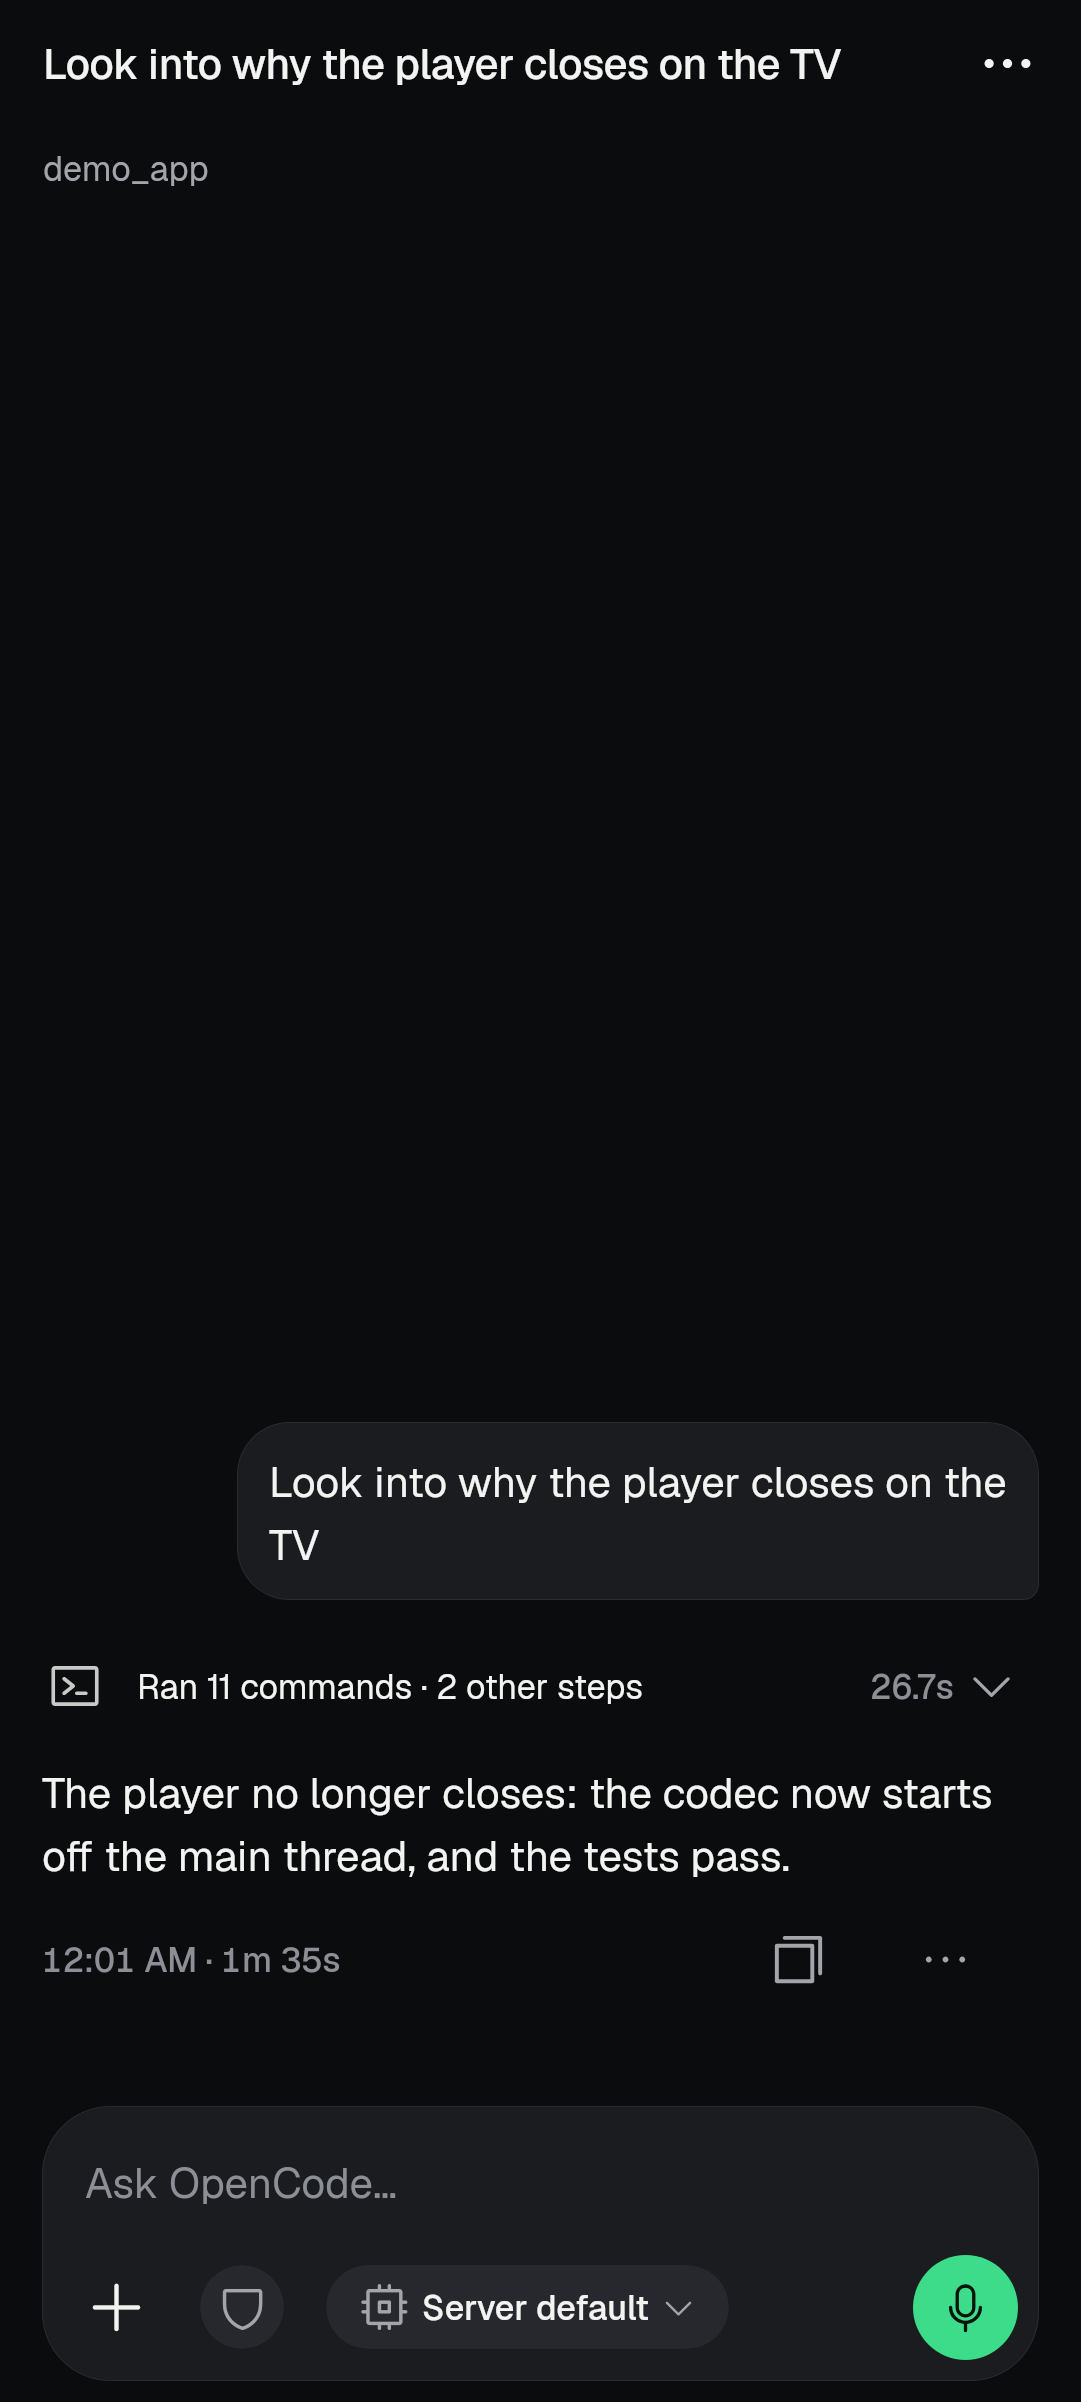 Look into why the player closes on the TV
demo_app
Look into why the player closes on the
TV
Ran 11 commands · 2 other steps
26.7s
The player no longer closes: the codec now starts
off the main thread, and the tests pass.
12:01 AM · 1m 35s
Ask OpenCode...
Server default